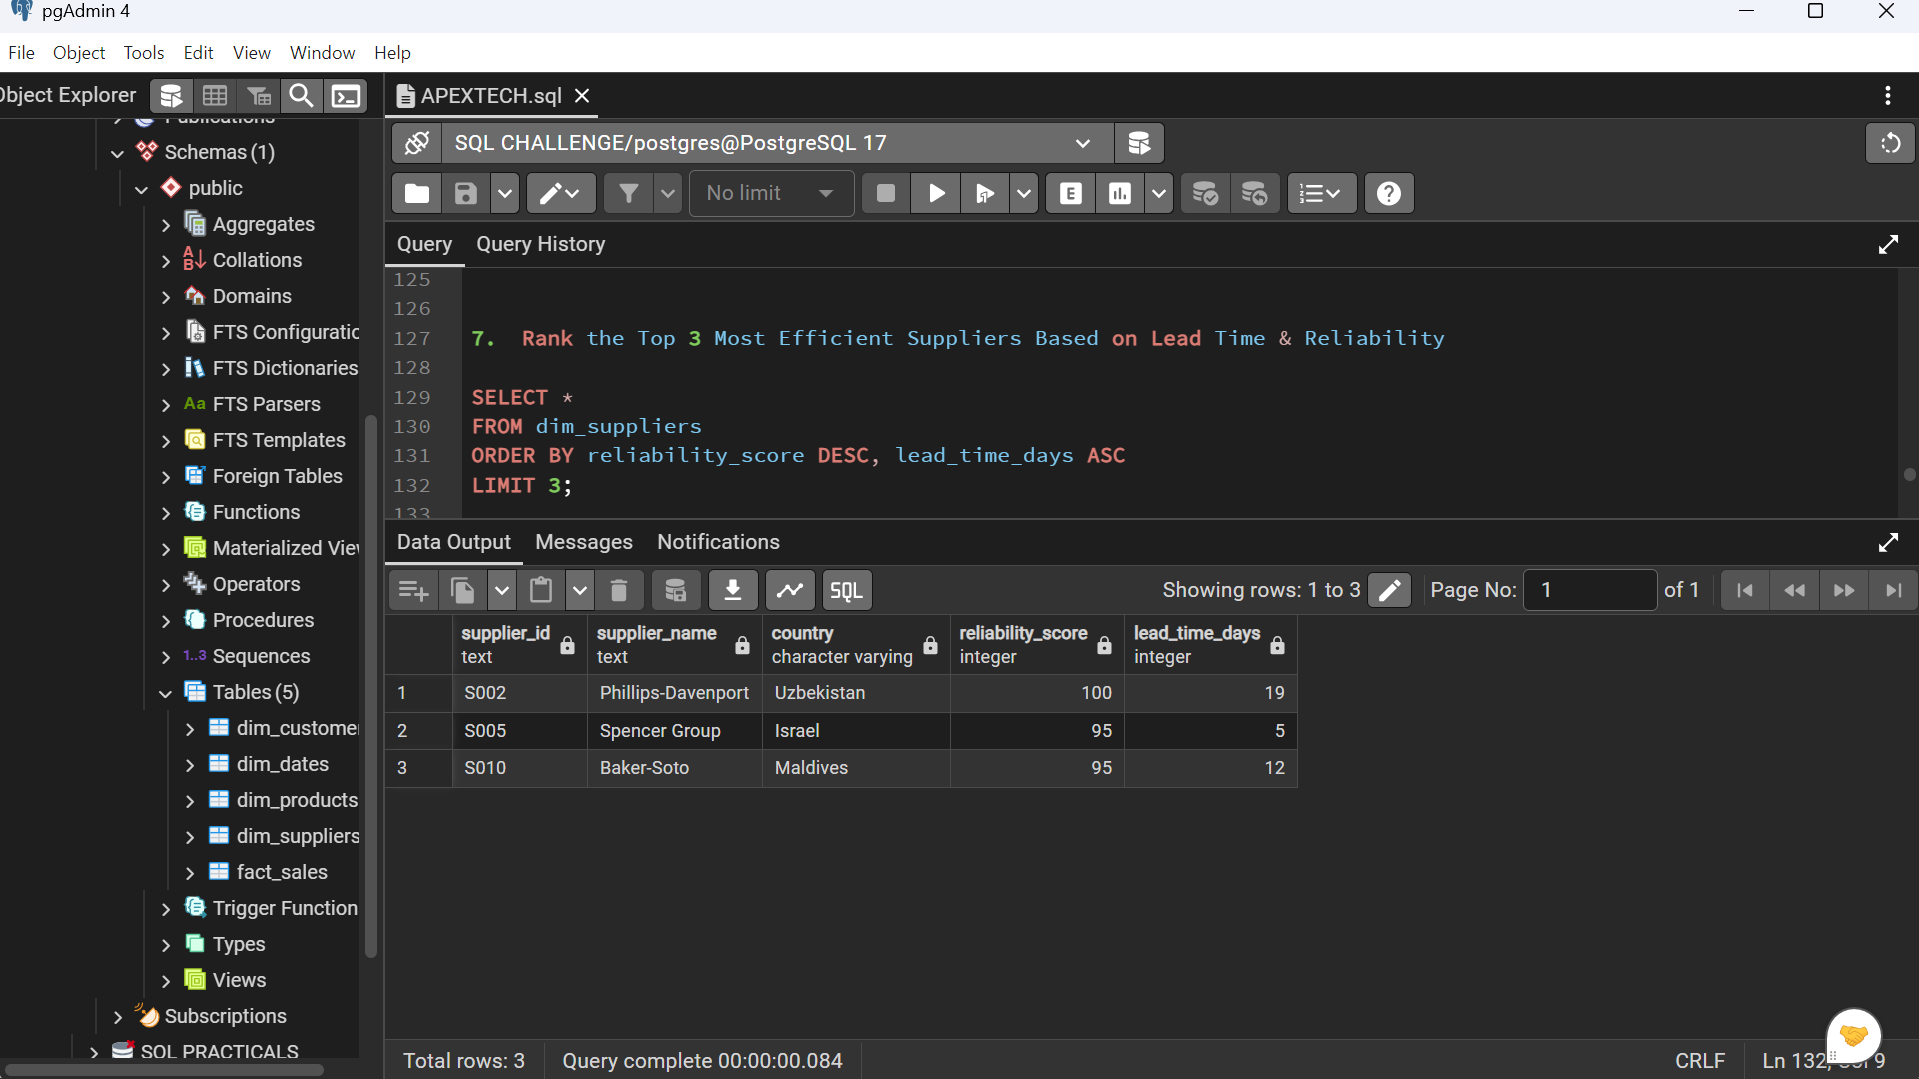 pgAdmin 4
File Object Tools Edit View Window Help
Object Explorer
APEXTECH.sql
SQL CHALLENGE/postgres@PostgreSQL 17
No limit
Query Query History
Publications
Schemas (1)
public
Aggregates
Collations
Domains
FTS Configuratic
FTS Dictionaries
Aa FTS Parsers
FTS Templates
Foreign Tables
Functions
Materialized Vie
Operators
Procedures
1..3 Sequences
Tables (5)
dim_custome
dim_dates
dim_products
dim_suppliers
fact_sales
Trigger Function
Types
Views
Subscriptions
SQL PRACTICALS
125
126
127 7. Rank the Top 3 Most Efficient Suppliers Based on Lead Time & Reliability
128
129 SELECT *
130 FROM dim_suppliers
131 ORDER BY reliability_score DESC, lead_time_days ASC
132 LIMIT 3;
133
Data Output Messages Notifications
SQL Showing rows: 1 to 3 Page No: 1 of 1
supplier_id text supplier_name text country character varying reliability_score integer lead_time_days integer
1 S002 Phillips-Davenport Uzbekistan 100 19
2 S005 Spencer Group Israel 95 5
3 S010 Baker-Soto Maldives 95 12
Total rows: 3 Query complete 00:00:00.084 CRLF Ln 132, 9